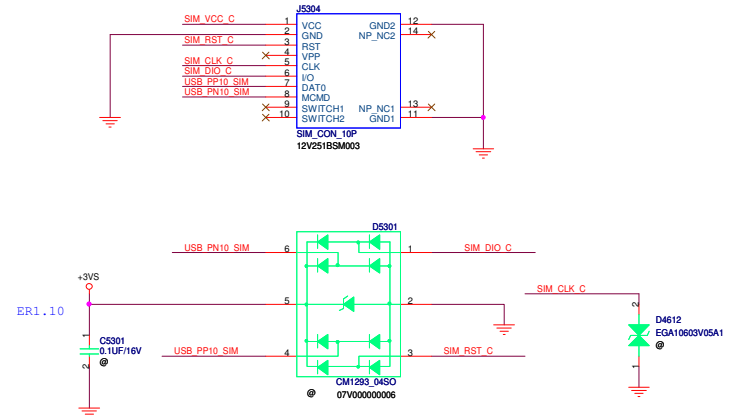 J5304
SIM_VCC_C 1 VCC GND2 12
2 GND NP_NC2 14
SIM_RST_C 3 RST
4 VPP
SIM_CLK_C 5 CLK
SIM_DIO_C 6 I/O
USB_PP10_SIM 7 DAT0
USB_PN10_SIM 8 MCMD
9 SWITCH1 NP_NC1 13
10 SWITCH2 GND1 11
SIM_CON_10P
12V251BSM003
D5301
USB_PN10_SIM 6 1 SIM_DIO_C
+3VS
SIM_CLK_C
5 2
2
ER1.10
D4612
EGA10603V05A1
@
1
C5301
0.1UF/16V
@
2
USB_PP10_SIM 4 3 SIM_RST_C
1
CM1293_04SO
@ 07V000000006